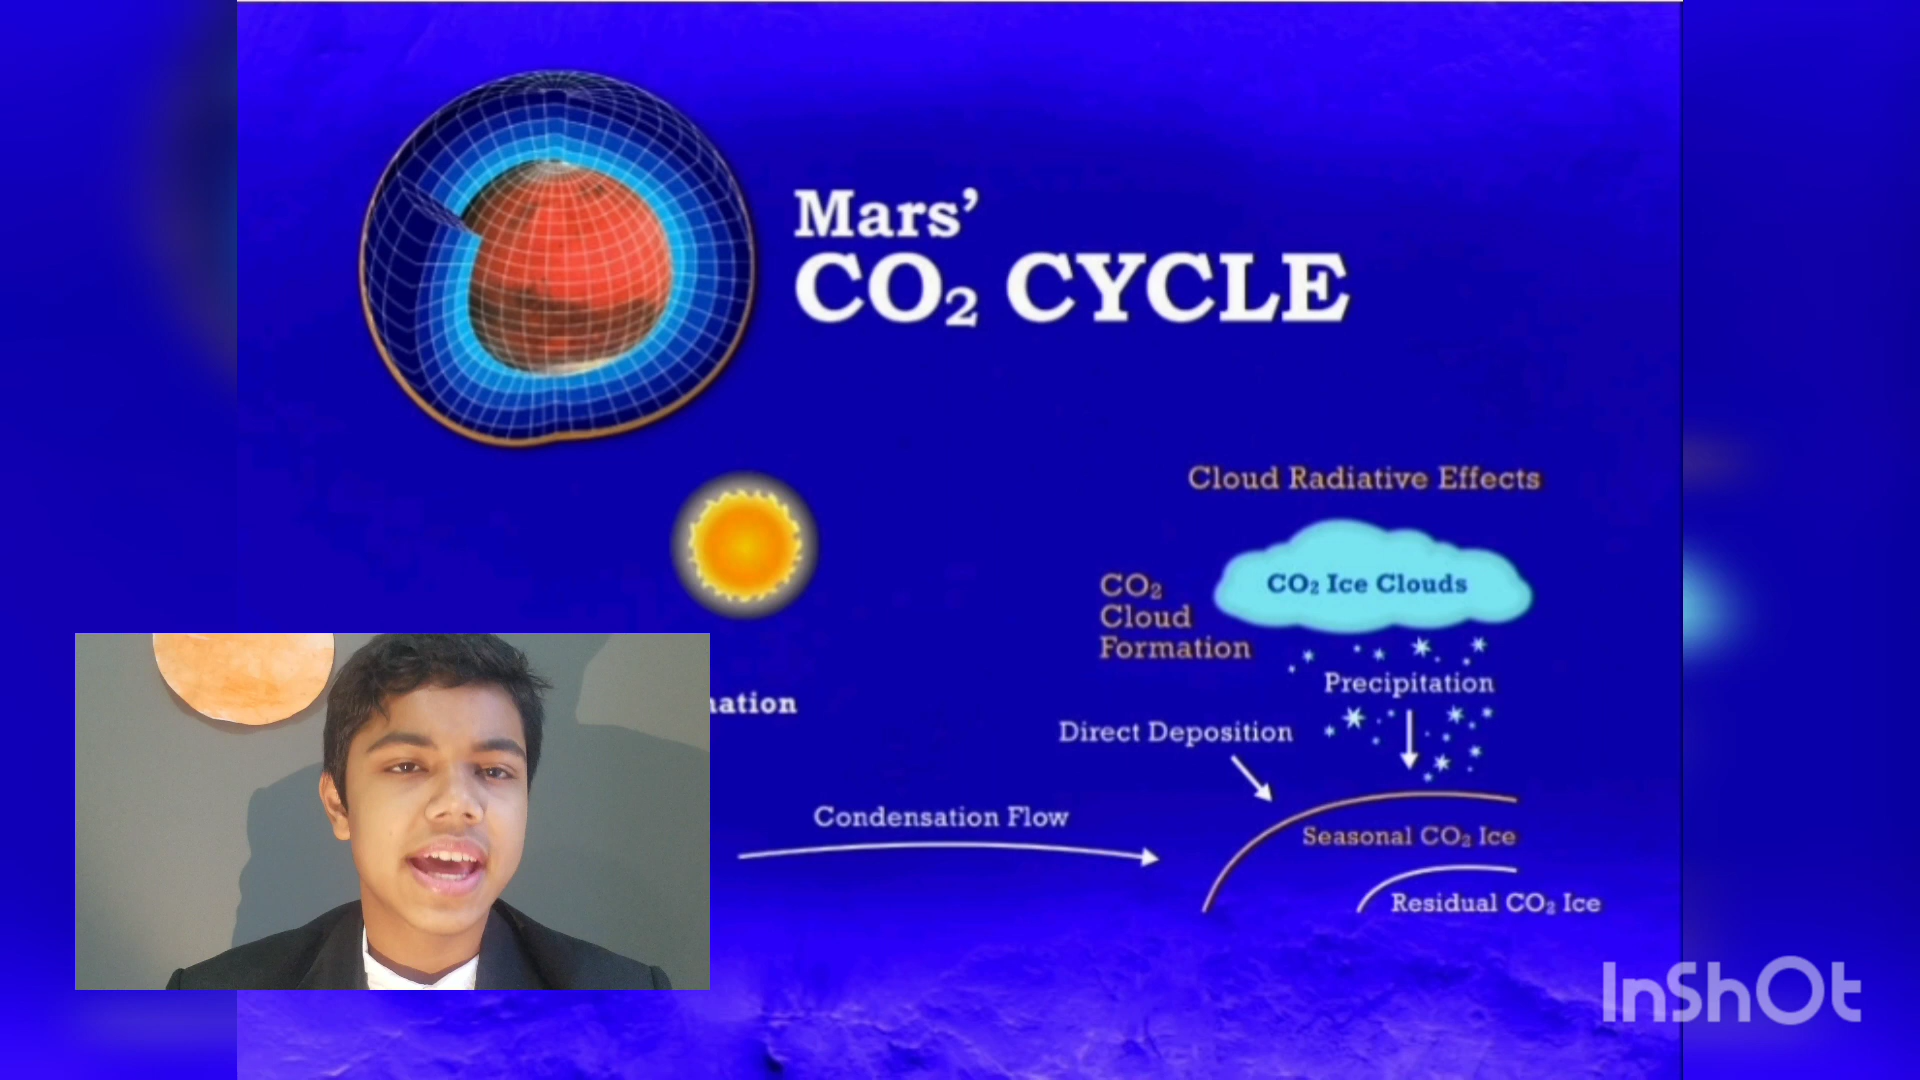 Mars’
CO₂ CYCLE
Cloud Radiative Effects
CO₂ Ice Clouds
CO₂
Cloud
Formation
Precipitation
Direct Deposition
Condensation Flow
Seasonal CO₂ Ice
Residual CO₂ Ice
InShOt